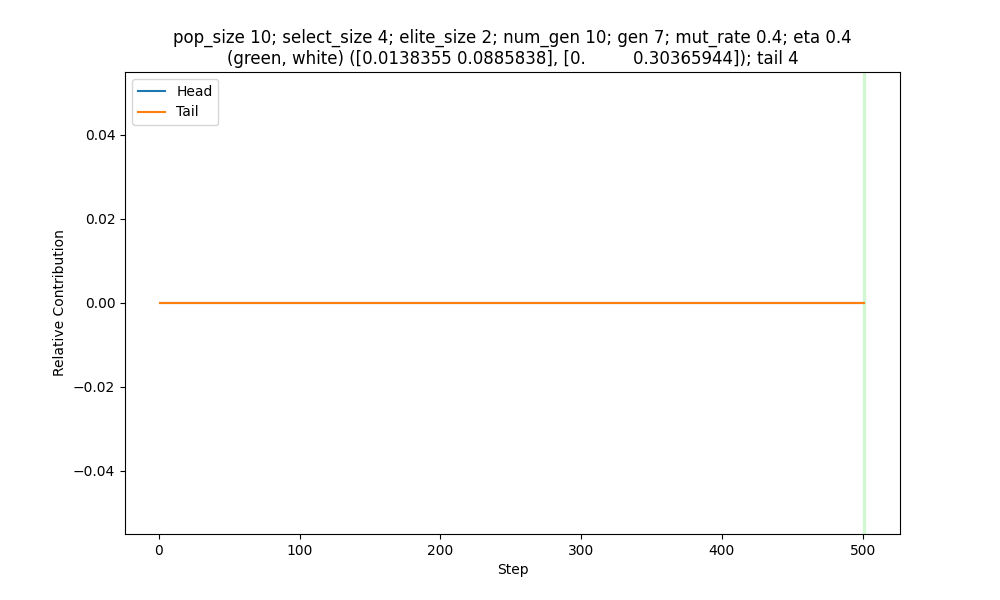 pop_size 10; select_size 4; elite_size 2; num_gen 10; gen 7; mut_rate 0.4; eta 0.4
(green, white) ([0.0138355 0.0885838], [0.         0.30365944]); tail 4
Head
Tail
0.04
0.02
0.00
−0.02
−0.04
Relative Contribution
0
100
200
300
400
500
Step